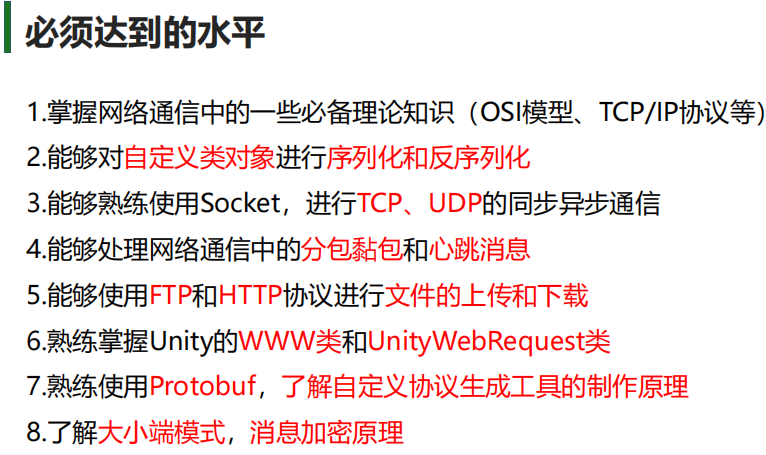 必须达到的水平
1.掌握网络通信中的一些必备理论知识（OSI模型、TCP/IP协议等）
2.能够对自定义类对象进行序列化和反序列化
3.能够熟练使用Socket，进行TCP、UDP的同步异步通信
4.能够处理网络通信中的分包黏包和心跳消息
5.能够使用FTP和HTTP协议进行文件的上传和下载
6.熟练掌握Unity的WWW类和UnityWebRequest类
7.熟练使用Protobuf，了解自定义协议生成工具的制作原理
8.了解大小端模式，消息加密原理